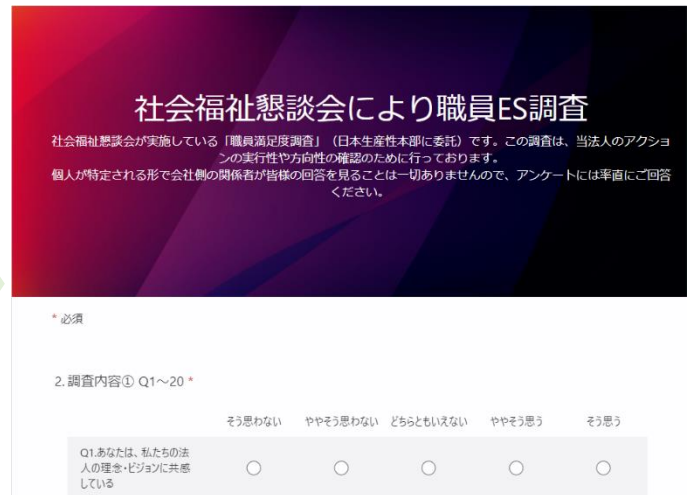 社会福祉懇談会により職員ES調査
社会福祉懇談会が実施している「職員満足度調査」（日本生産性本部に委託）です。この調査は、当法人のアクショ
ンの実行性や方向性の確認のために行っております。
個人が特定される形で会社側の関係者が皆様の回答を見ることは一切ありませんので、アンケートには率直にご回答
ください。
* 必須
2. 調査内容① Q1～20 *
そう思わない ややそう思わない どちらともいえない ややそう思う そう思う
Q1.あなたは、私たちの法
人の理念・ビジョンに共感
している